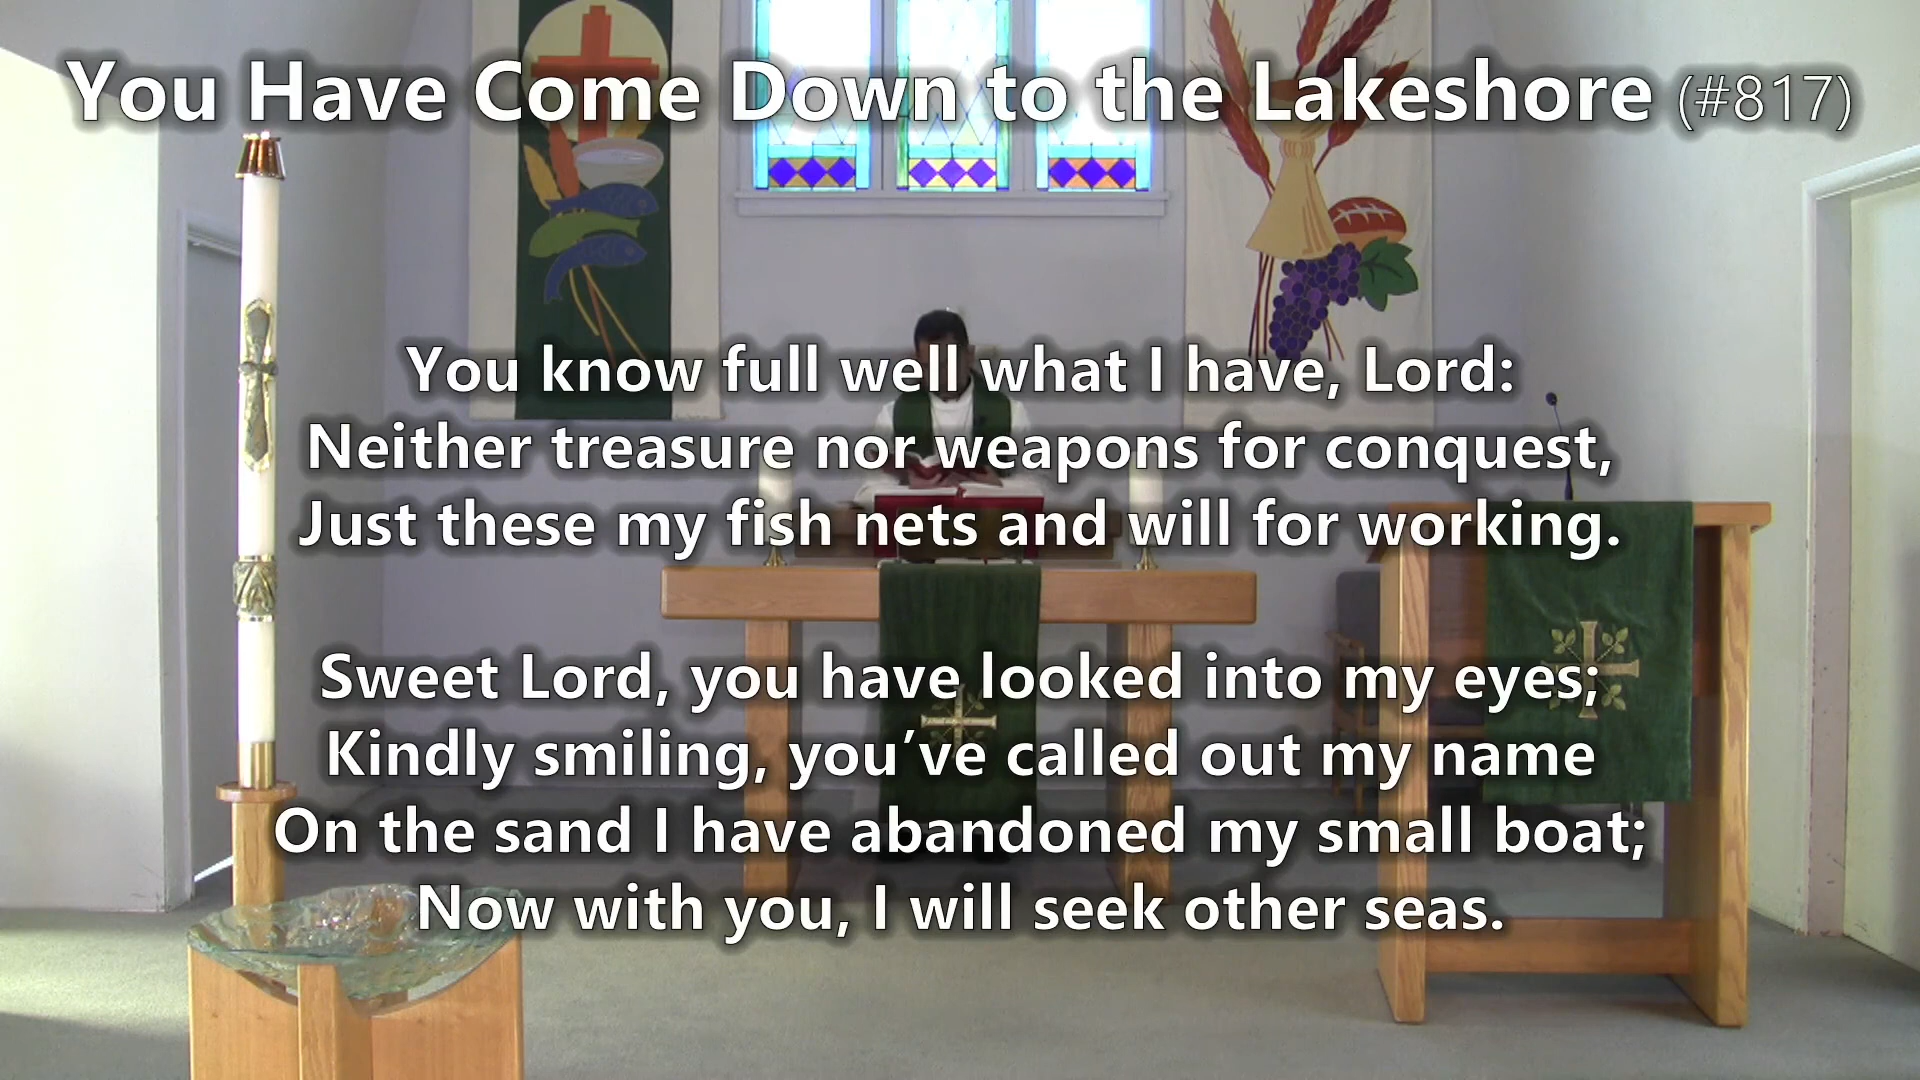 You Have Come Down to the Lakeshore (#817)
You know full well what I have, Lord:
Neither treasure nor weapons for conquest,
Just these my fish nets and will for working.
Sweet Lord, you have looked into my eyes;
Kindly smiling, you’ve called out my name
On the sand I have abandoned my small boat;
Now with you, I will seek other seas.